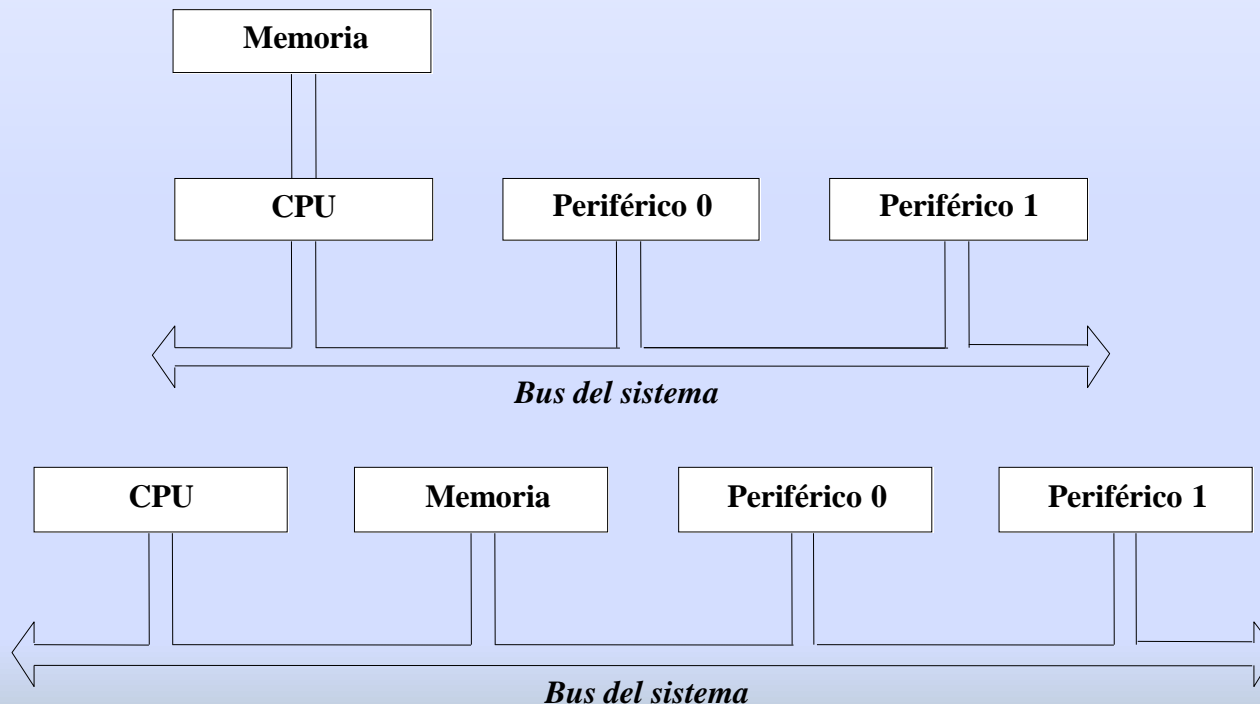 Memoria
CPU Periférico 0 Periférico 1
Bus del sistema
CPU Memoria Periférico 0 Periférico 1
Bus del sistema